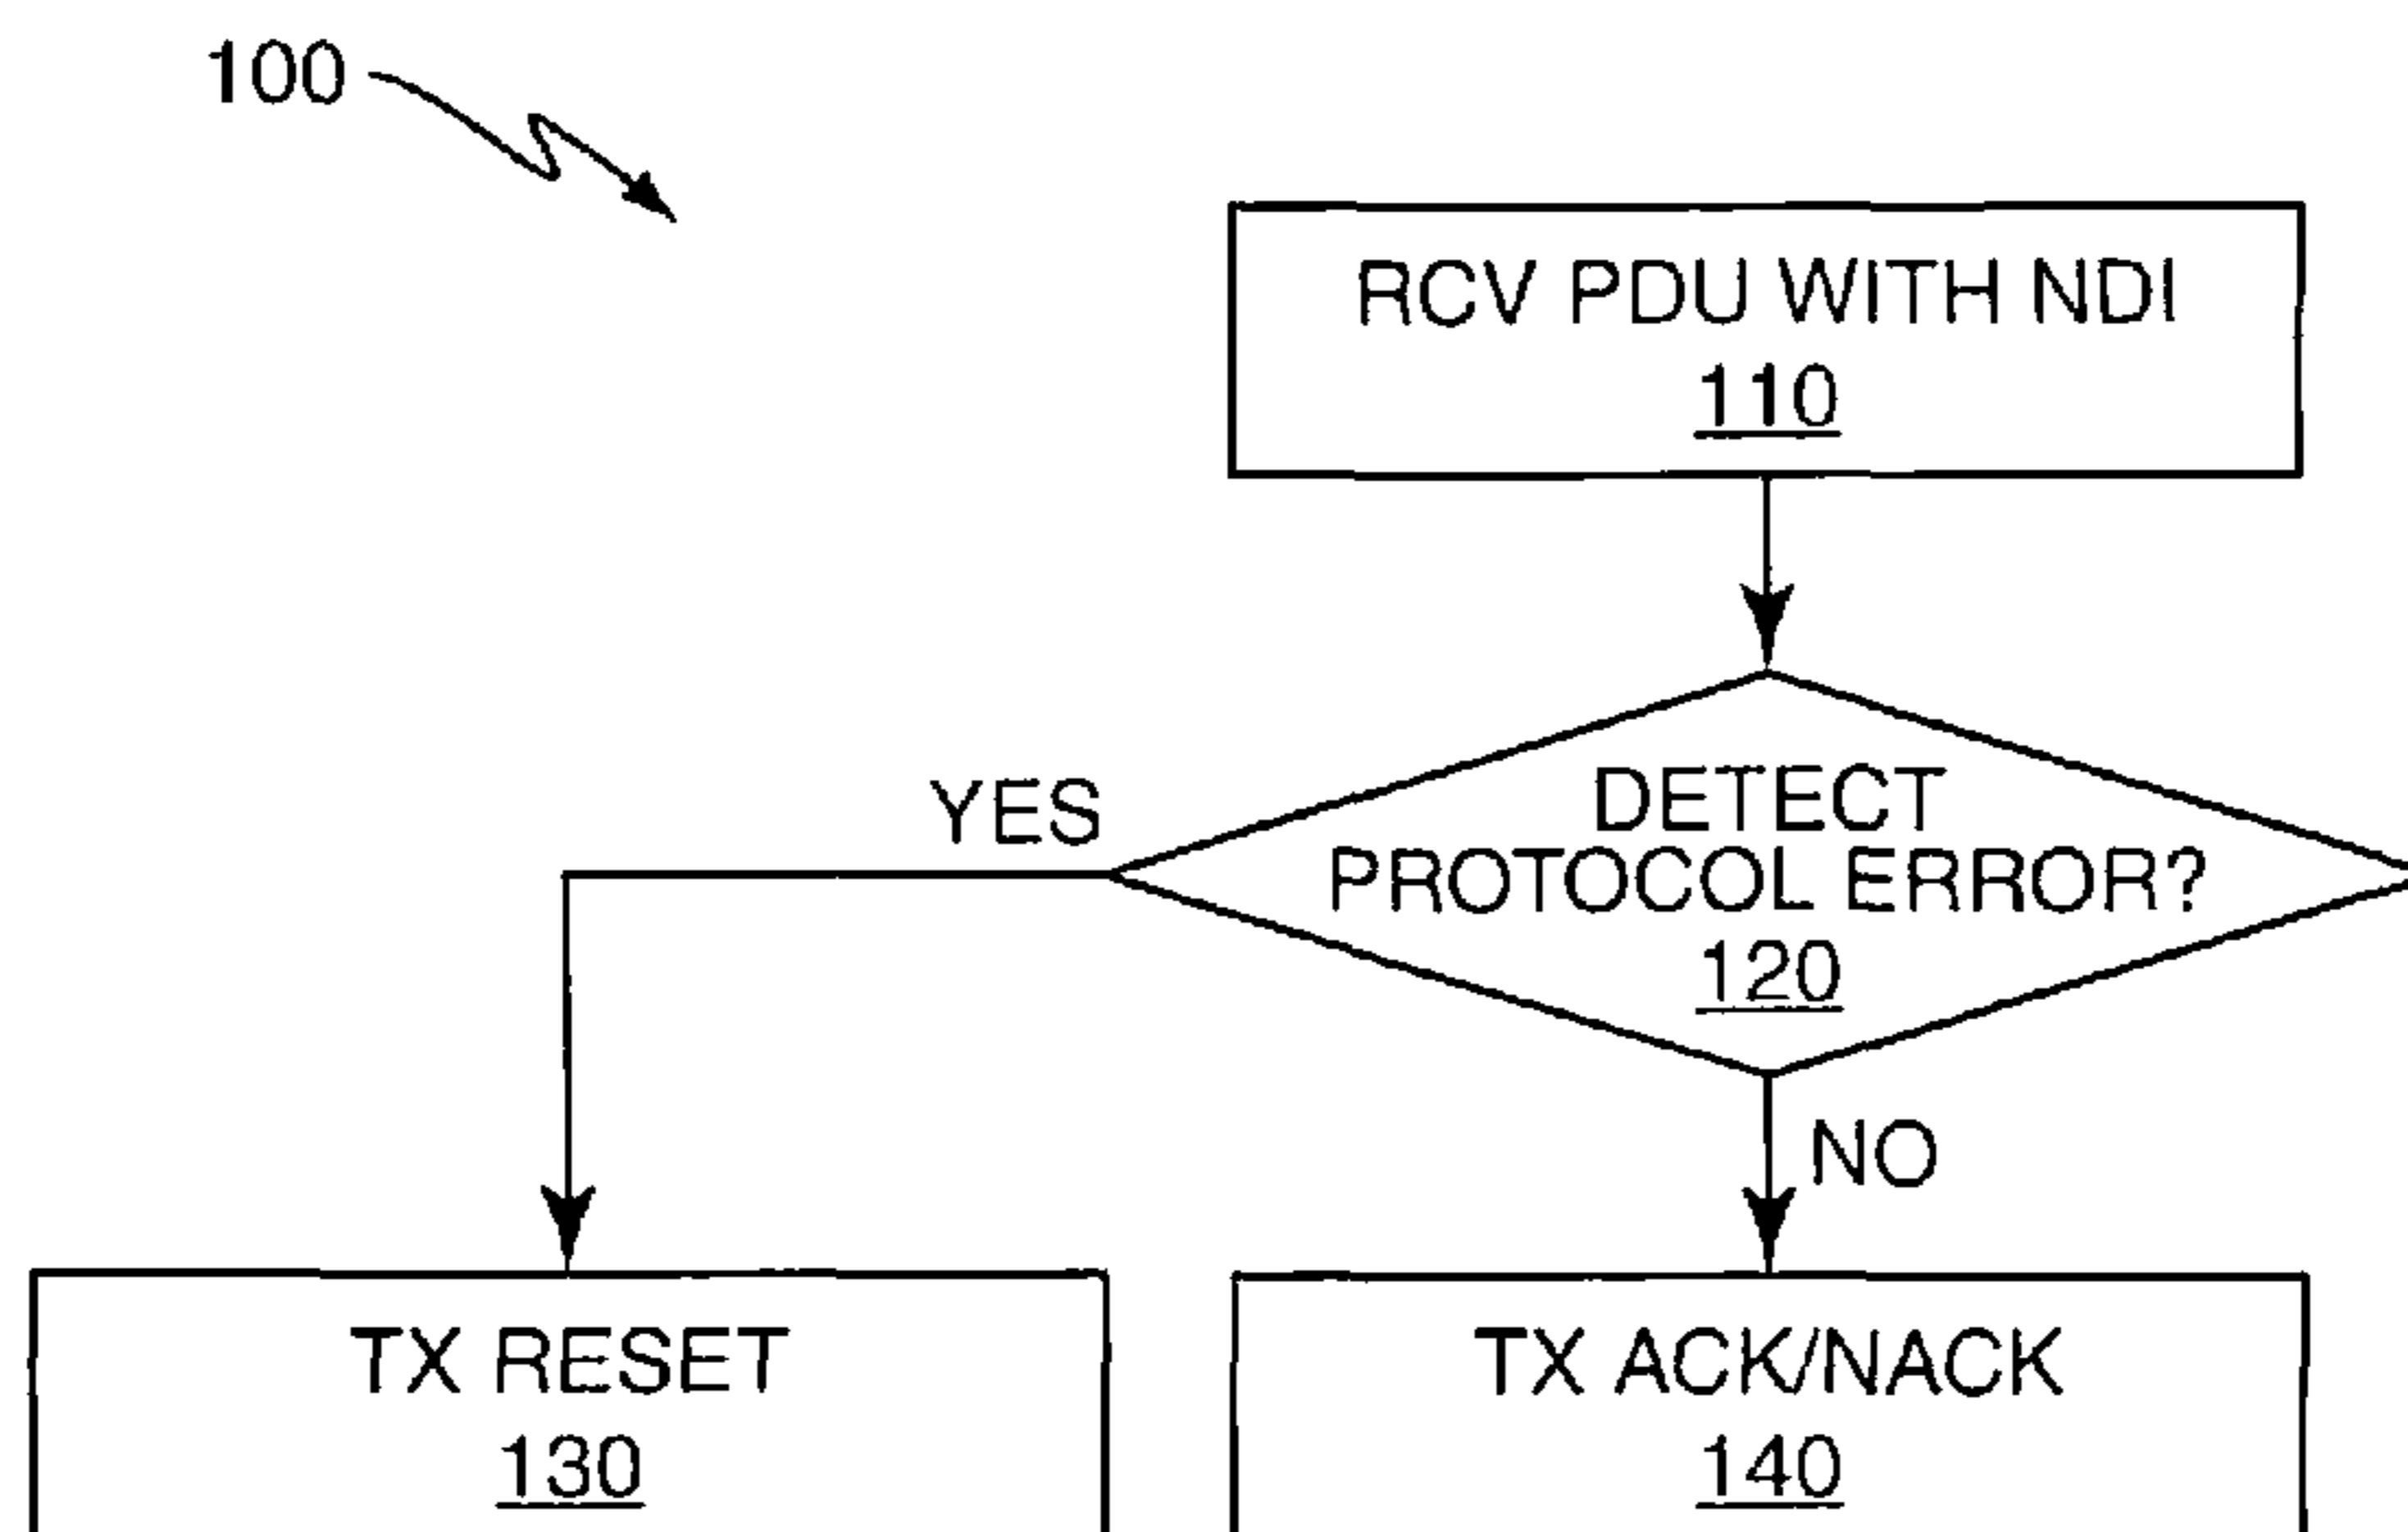 100
RCV PDU WITH NDI
110
DETECT
PROTOCOL ERROR?
120
YES
NO
TX RESET
130
TX ACK/NACK
140